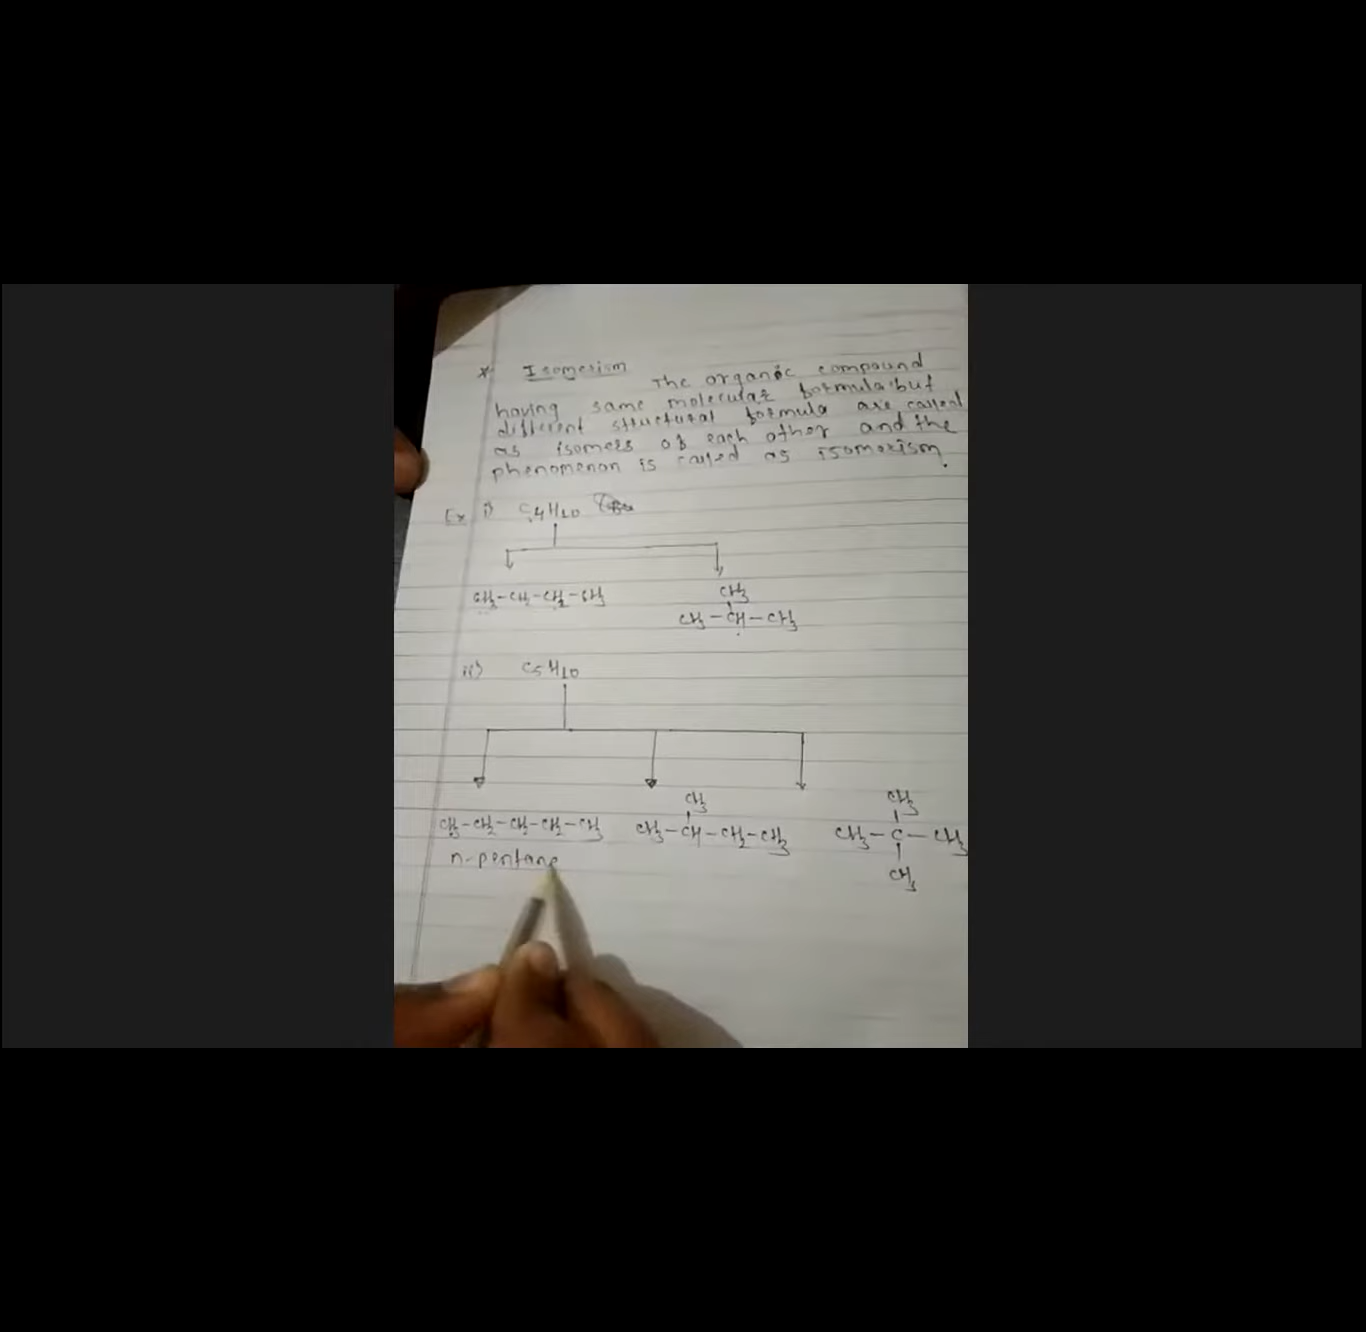 * Isomerism
The organic compound
having same molecular formula but
different structural formula are called
as isomers of each other and the
phenomenon is called as isomerism.
Ex i) C4H10
CH3-CH2-CH2-CH3
CH3
CH3-CH-CH3
ii) C5H10
CH3-CH2-CH2-CH2-CH3
n-pentane
CH3
CH3-CH-CH2-CH3
CH3
CH3-C-CH3
CH3